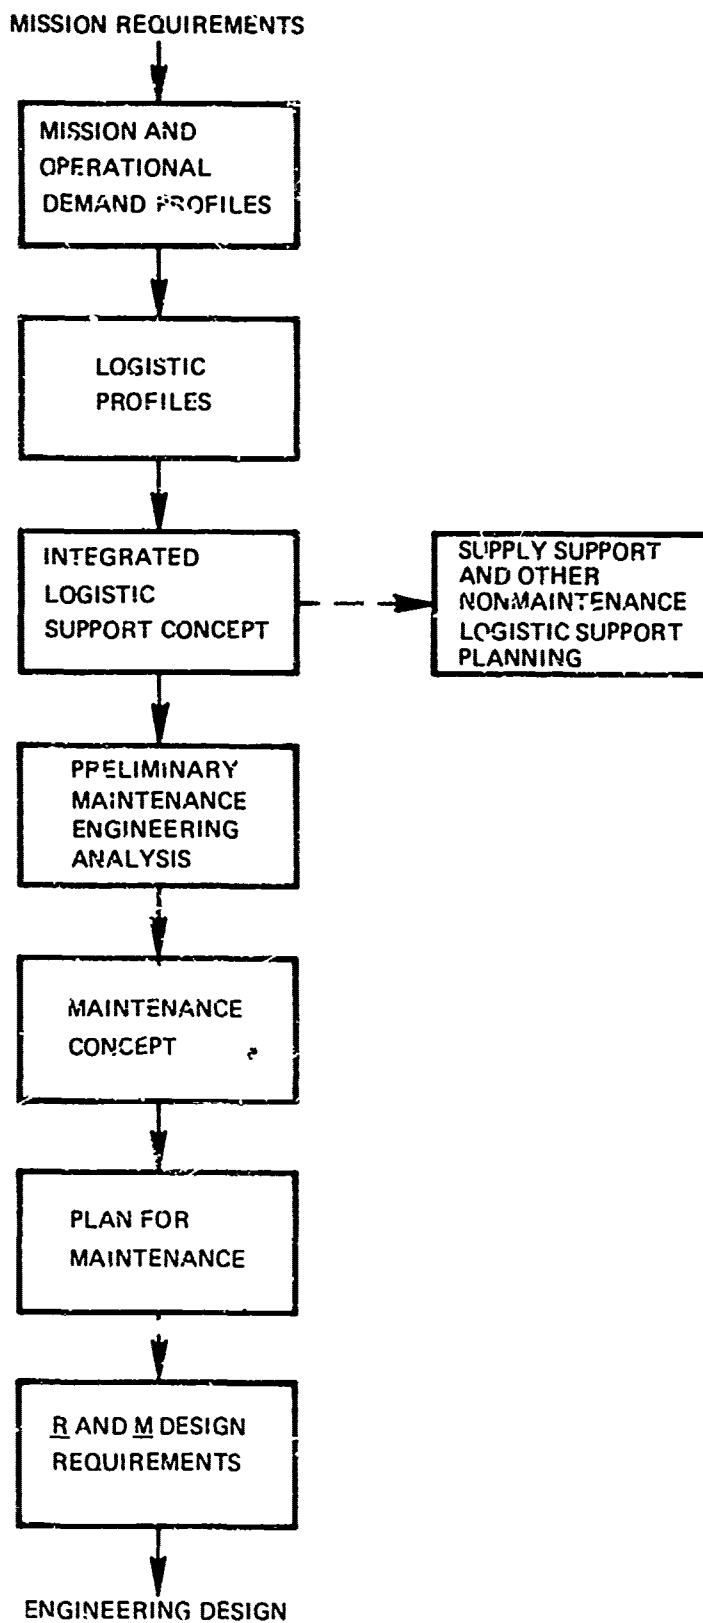 MISSION REQUIREMENTS
MISSION AND
OPERATIONAL
DEMAND PROFILES
LOGISTIC
PROFILES
INTEGRATED
LOGISTIC
SUPPORT CONCEPT
SUPPLY SUPPORT
AND OTHER
NONMAINTENANCE
LOGISTIC SUPPORT
PLANNING
PRELIMINARY
MAINTENANCE
ENGINEERING
ANALYSIS
MAINTENANCE
CONCEPT
PLAN FOR
MAINTENANCE
R AND M DESIGN
REQUIREMENTS
ENGINEERING DESIGN